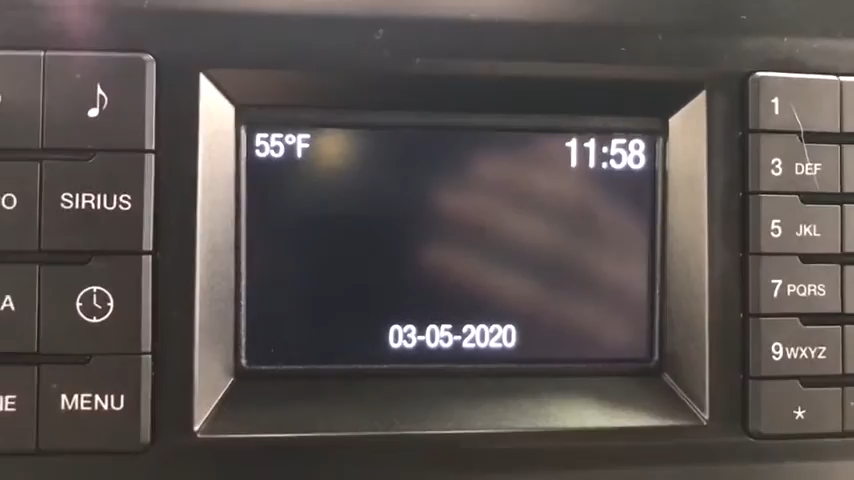 55°F
11:58
03-05-2020
SIRIUS
MENU
1
3 DEF
5 JKL
7 PQRS
9 WXYZ
*